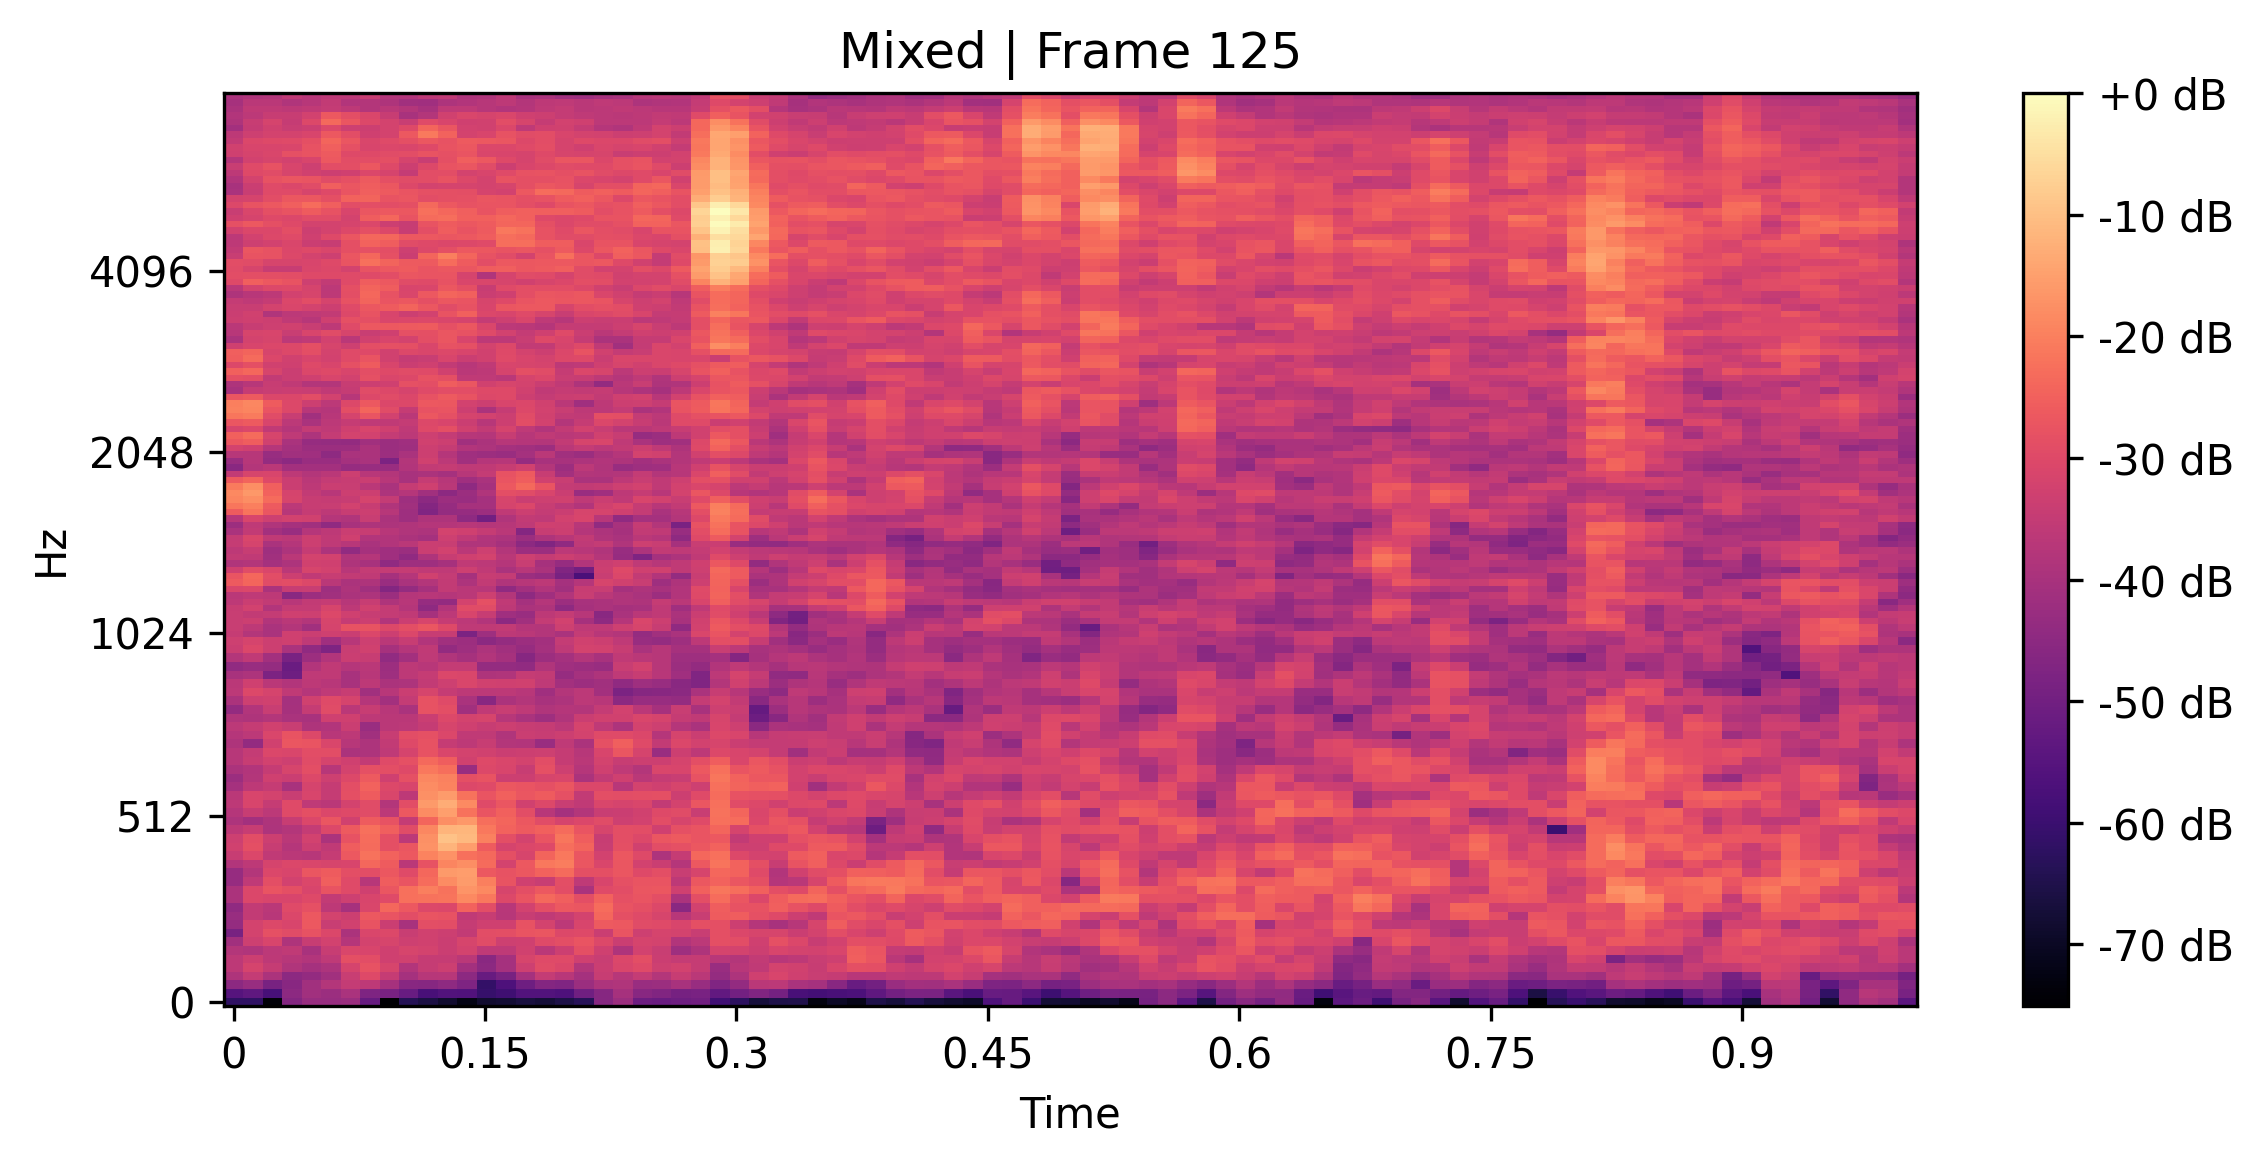 Mixed | Frame 125
Hz
4096
2048
1024
512
0
0 0.15 0.3 0.45 0.6 0.75 0.9
Time
+0 dB
-10 dB
-20 dB
-30 dB
-40 dB
-50 dB
-60 dB
-70 dB